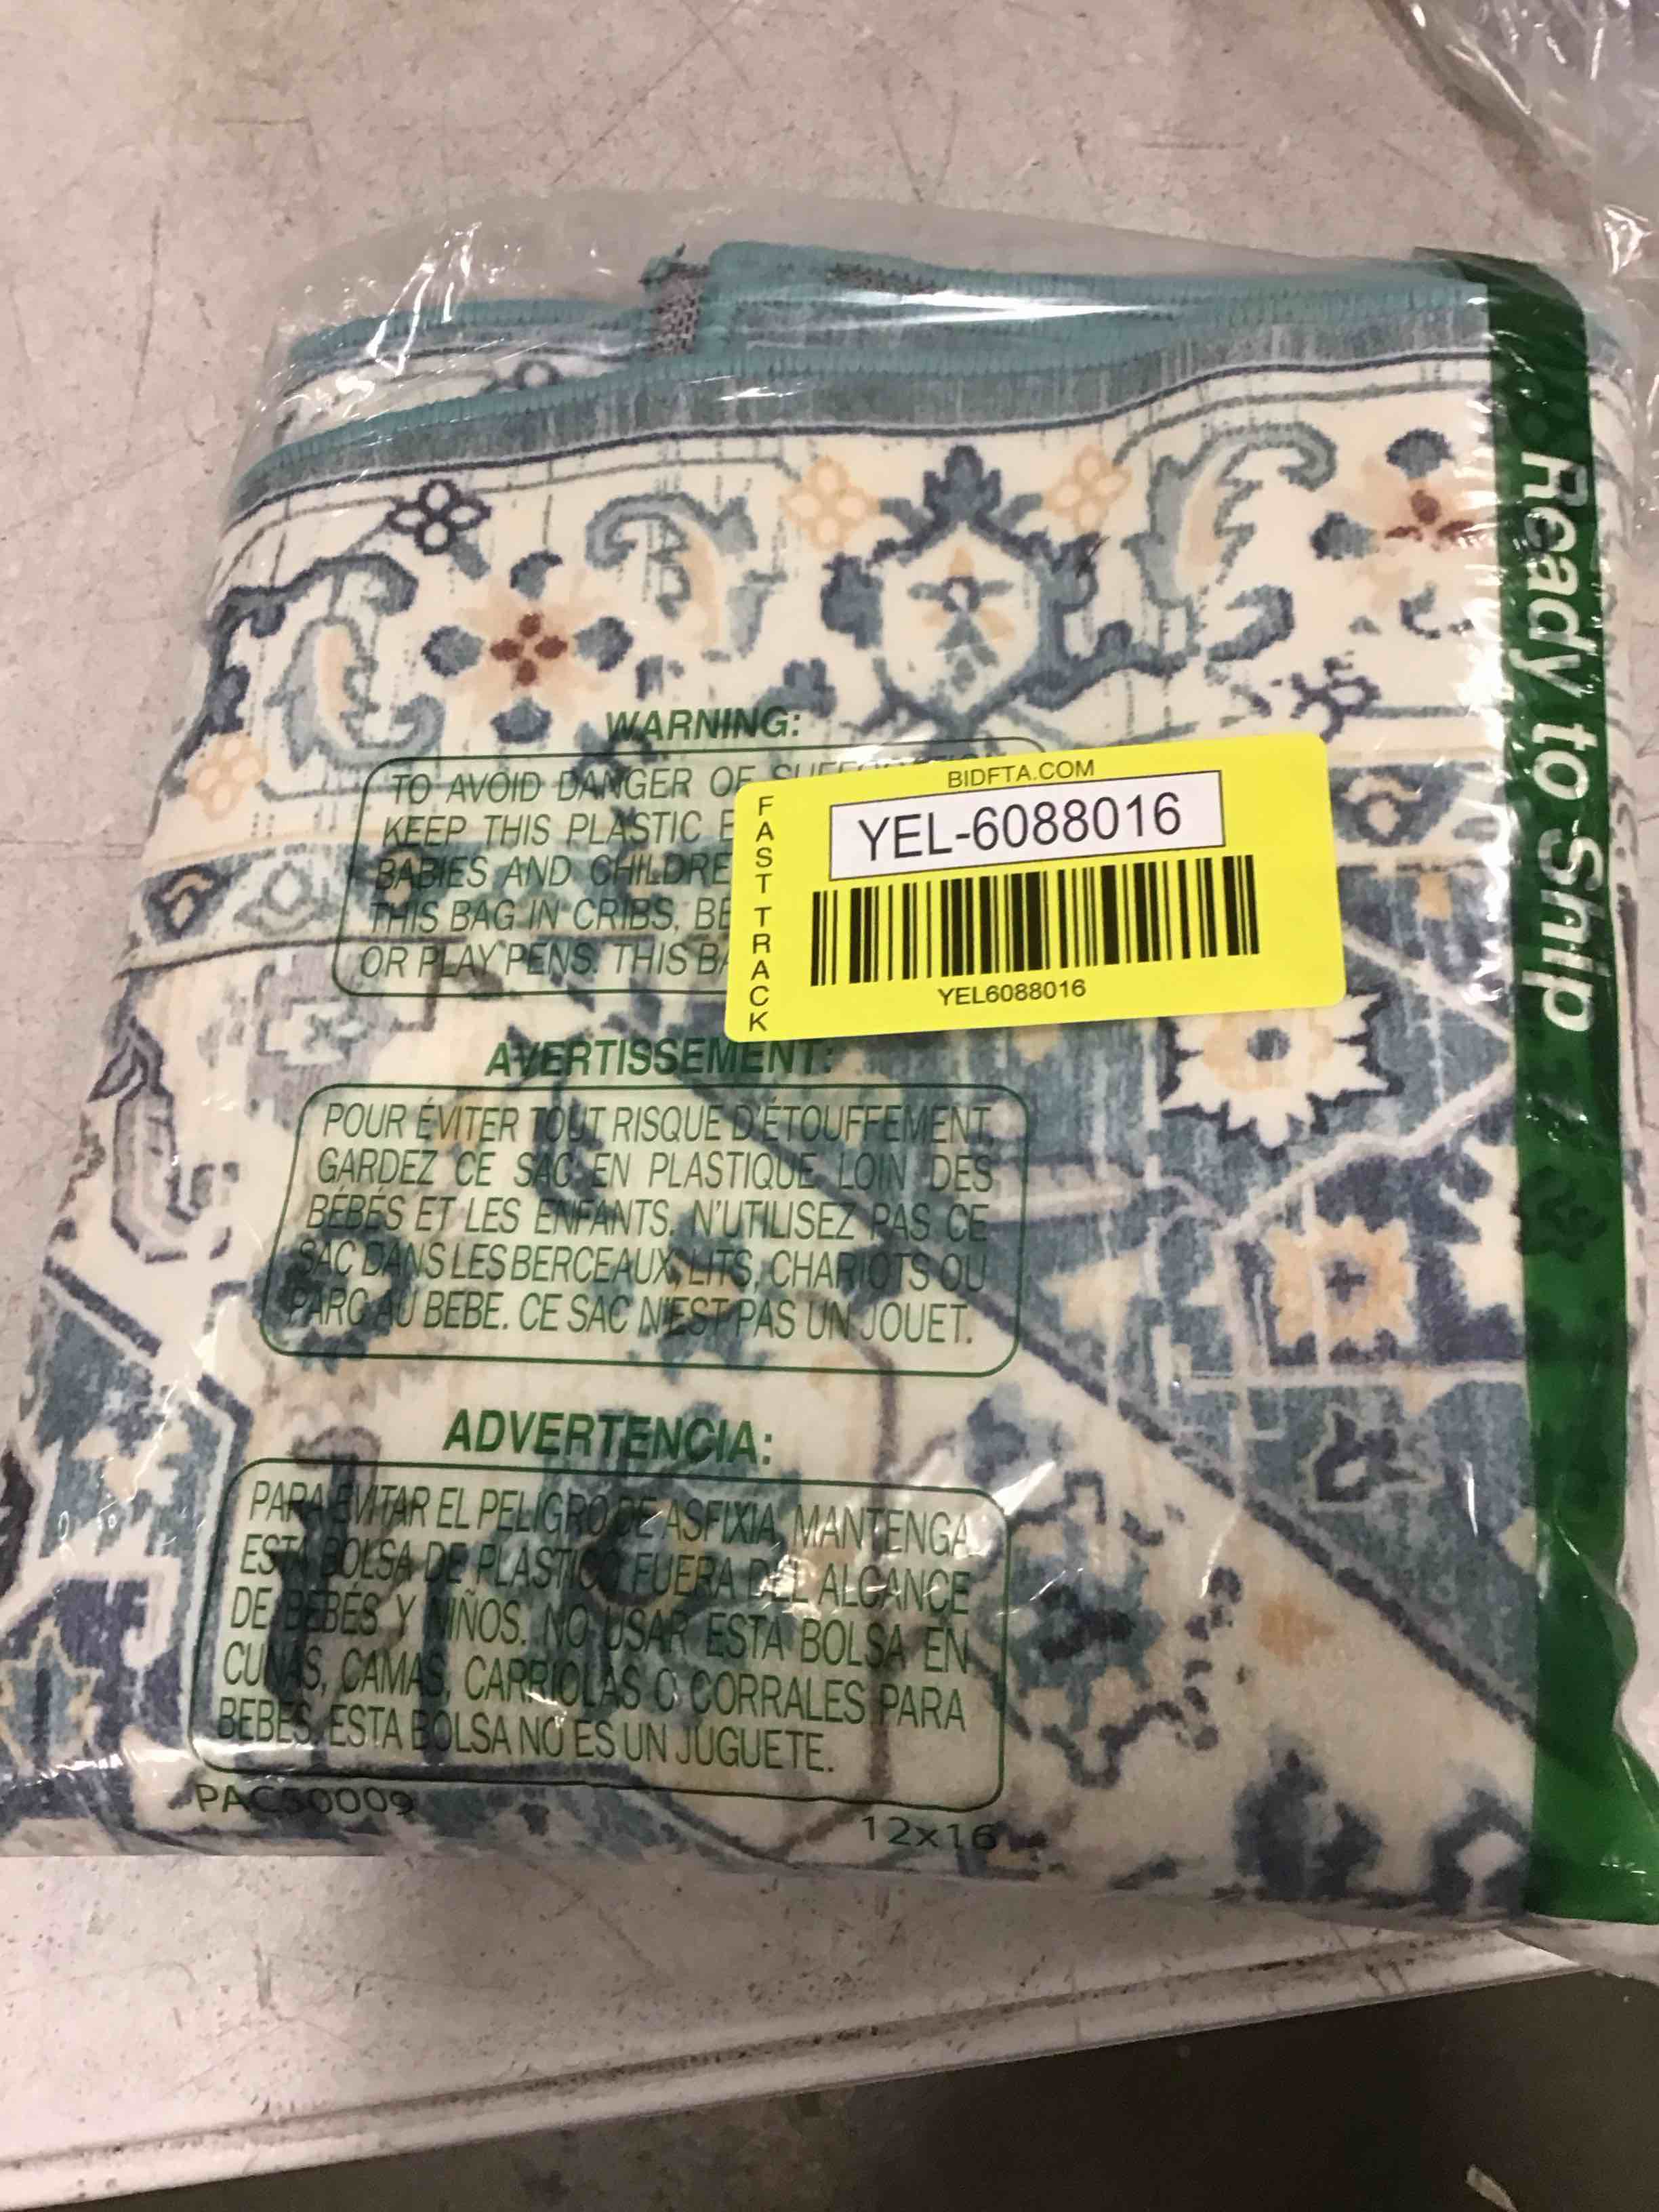 WARNING:
TO AVOID DANGER OF
KEEP THIS PLASTIC
BABIES AND
THIS BAG IN CRIBS,
OR PLAY PENS. THIS
BIDFTA.COM
FAST TRACK
YEL-6088016
YEL6088016
AVERTISSEMENT:
POUR ÉVITER TOUT RISQUE D'ÉTOUFFEMENT,
GARDEZ CE SAC EN PLASTIQUE LOIN DES
BÉBÉS ET LES ENFANTS. N'UTILISEZ PAS CE
SAC DANS LES BERCEAUX, LITS, CHARIOTS OU
PARC AU BEBE. CE SAC N'EST PAS UN JOUET.
ADVERTENCIA:
PARA EVITAR EL PELIGRO DE ASFIXIA, MANTENGA
ESTA BOLSA DE PLASTICO FUERA DEL ALCANCE
DE BEBÉS Y NIÑOS. NO USAR ESTA BOLSA EN
CUNAS, CAMAS, CARRIOLAS O CORRALES PARA
BEBES. ESTA BOLSA NO ES UN JUGUETE.
PAC50009
12x16
Ready to Ship